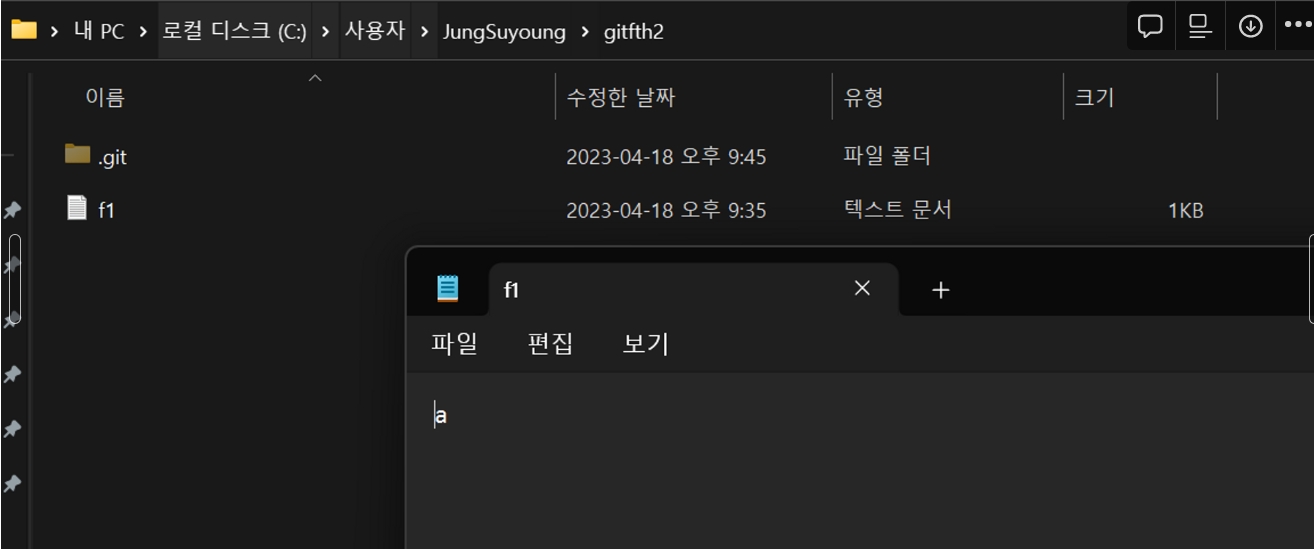 내 PC > 로컬 디스크 (C:) > 사용자 > JungSuyoung > gitfth2
이름 수정한 날짜 유형 크기
.git 2023-04-18 오후 9:45 파일 폴더
f1 2023-04-18 오후 9:35 텍스트 문서 1KB
f1
파일 편집 보기
a